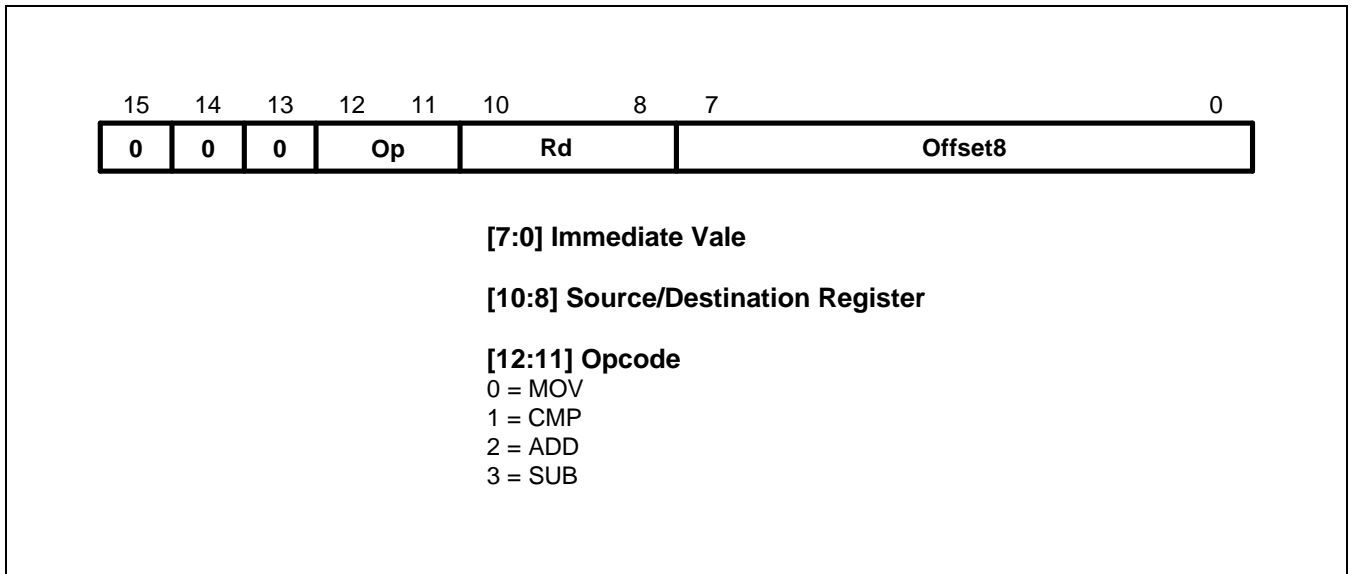 15 14 13 12 11 10 8 7 0
0 0 0 Op Rd Offset8
[7:0] Immediate Vale
[10:8] Source/Destination Register
[12:11] Opcode
0 = MOV
1 = CMP
2 = ADD
3 = SUB